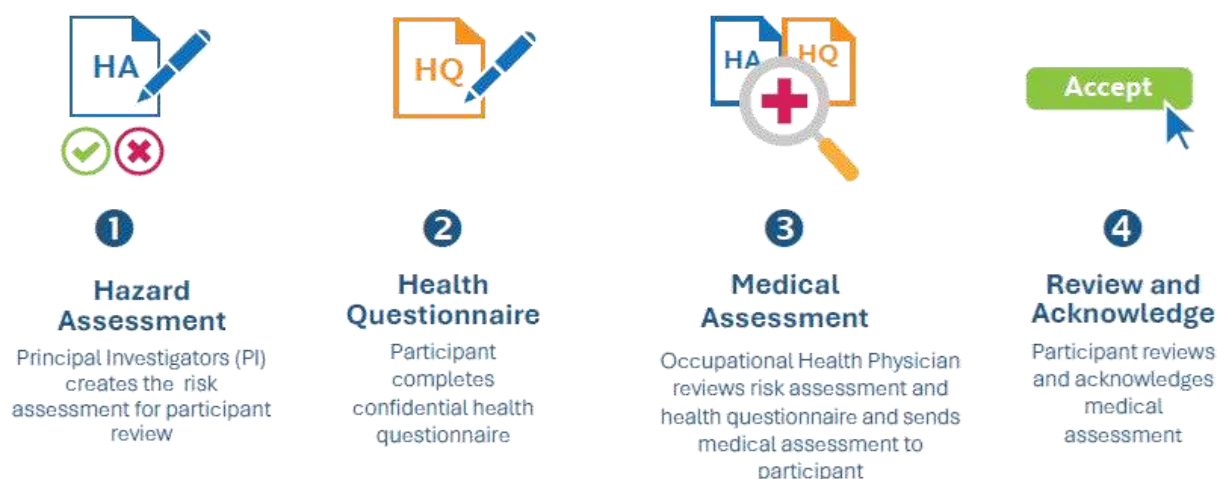 HA
HQ
HA
HQ
Accept
1
Hazard
Assessment
Principal Investigators (PI)
creates the risk
assessment for participant
review
2
Health
Questionnaire
Participant
completes
confidential health
questionnaire
3
Medical
Assessment
Occupational Health Physician
reviews risk assessment and
health questionnaire and sends
medical assessment to
participant
4
Review and
Acknowledge
Participant reviews
and acknowledges
medical
assessment